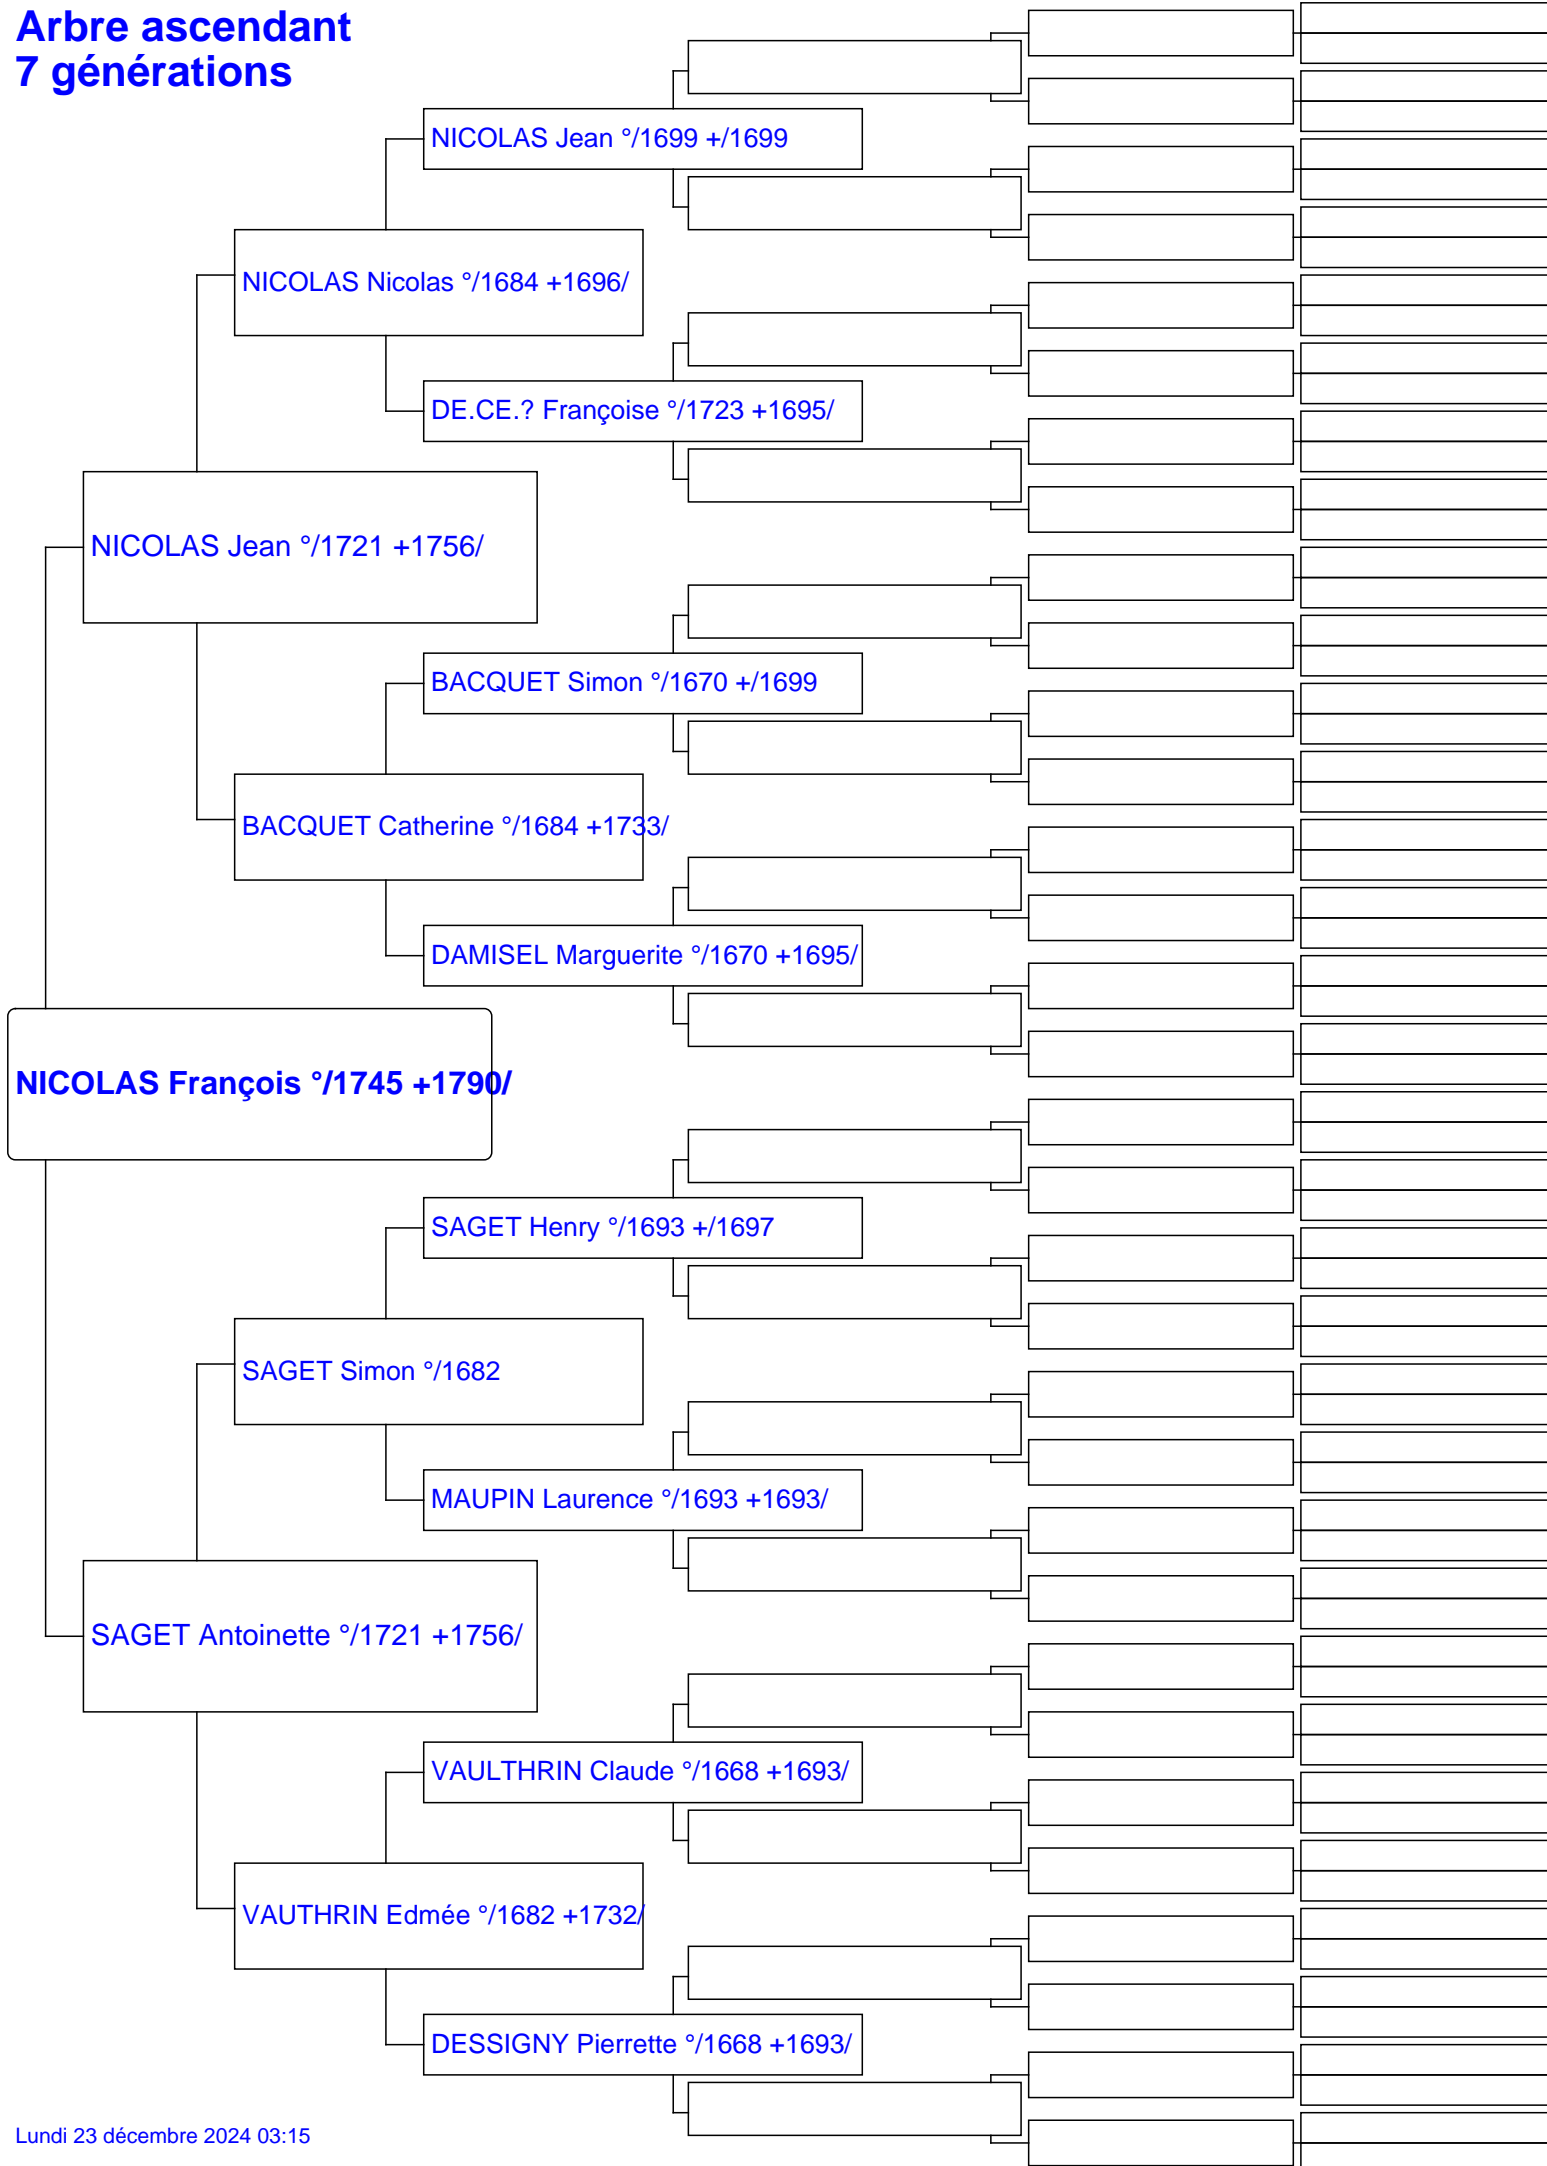 Arbre ascendant
7 générations
NICOLAS Jean °/1699 +/1699
NICOLAS Nicolas °/1684 +1696/
DE.CE.? Françoise °/1723 +1695/
NICOLAS Jean °/1721 +1756/
BACQUET Simon °/1670 +/1699
BACQUET Catherine °/1684 +1733/
DAMISEL Marguerite °/1670 +1695/
NICOLAS François °/1745 +1790/
SAGET Henry °/1693 +/1697
SAGET Simon °/1682
MAUPIN Laurence °/1693 +1693/
SAGET Antoinette °/1721 +1756/
VAULTHRIN Claude °/1668 +1693/
VAUTHRIN Edmée °/1682 +1732/
DESSIGNY Pierrette °/1668 +1693/
Lundi 23 décembre 2024 03:15